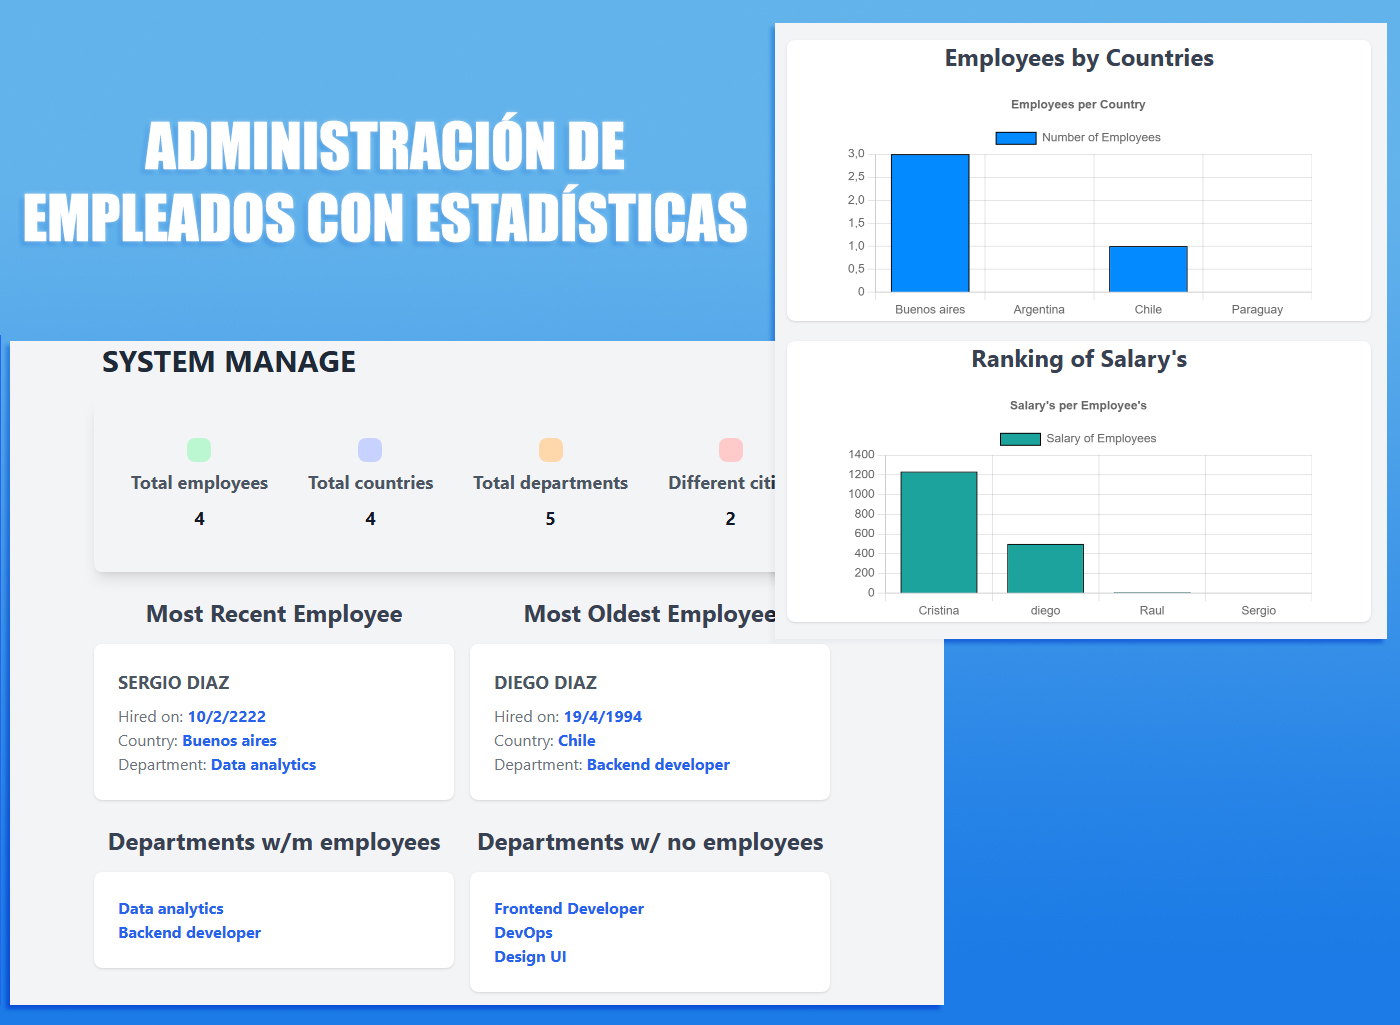 ADMINISTRACIÓN DE
EMPLEADOS CON ESTADÍSTICAS
Employees by Countries
Employees per Country
Number of Employees
3,0
2,5
2,0
1,5
1,0
0,5
0
Buenos aires Argentina Chile Paraguay
Ranking of Salary's
Salary's per Employee's
Salary of Employees
1400
1200
1000
800
600
400
200
0
Cristina diego Raul Sergio
SYSTEM MANAGE
Total employees Total countries Total departments Different citi
4 4 5 2
Most Recent Employee
SERGIO DIAZ
Hired on: 10/2/2222
Country: Buenos aires
Department: Data analytics
Most Oldest Employee
DIEGO DIAZ
Hired on: 19/4/1994
Country: Chile
Department: Backend developer
Departments w/m employees
Data analytics
Backend developer
Departments w/ no employees
Frontend Developer
DevOps
Design UI